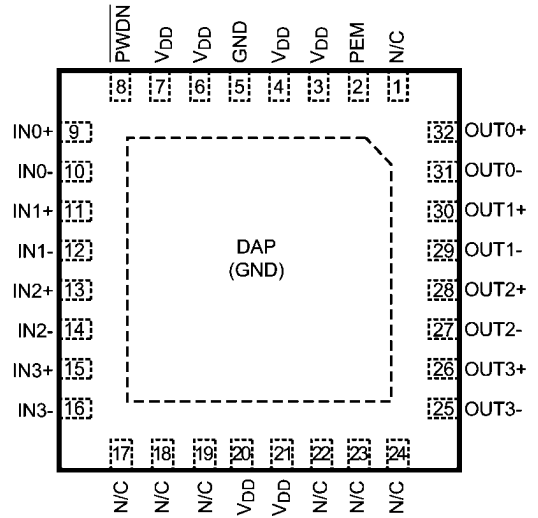 PWDN VDD VDD GND VDD VDD PEM N/C
8 7 6 5 4 3 2 1
IN0+ 9 32 OUT0+
IN0- 10 31 OUT0-
IN1+ 11 30 OUT1+
IN1- 12 29 OUT1-
DAP
(GND)
IN2+ 13 28 OUT2+
IN2- 14 27 OUT2-
IN3+ 15 26 OUT3+
IN3- 16 25 OUT3-
17 18 19 20 21 22 23 24
N/C N/C N/C VDD VDD N/C N/C N/C